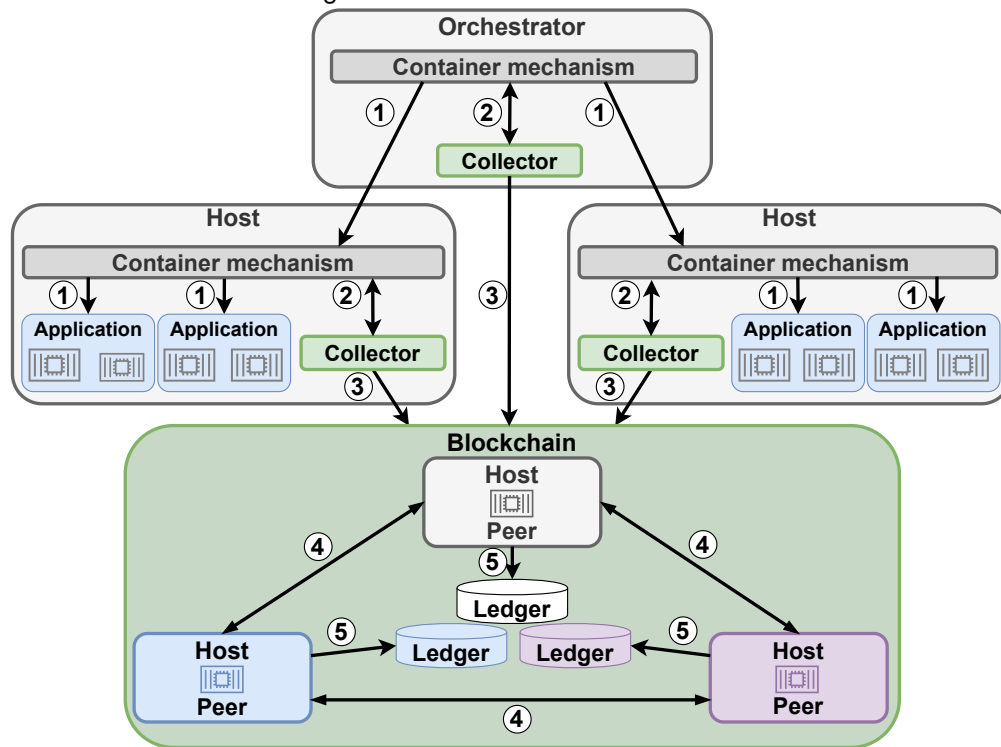 Orchestrator
Container mechanism
1
2
1
Collector
Host
Host
Container mechanism
Container mechanism
3
1
1
2
2
1
1
Application
Application
Collector
Collector
Application
Application
3
3
Blockchain
Host
Peer
4
4
5
Ledger
5
5
Ledger
Ledger
Host
Peer
Host
Peer
4